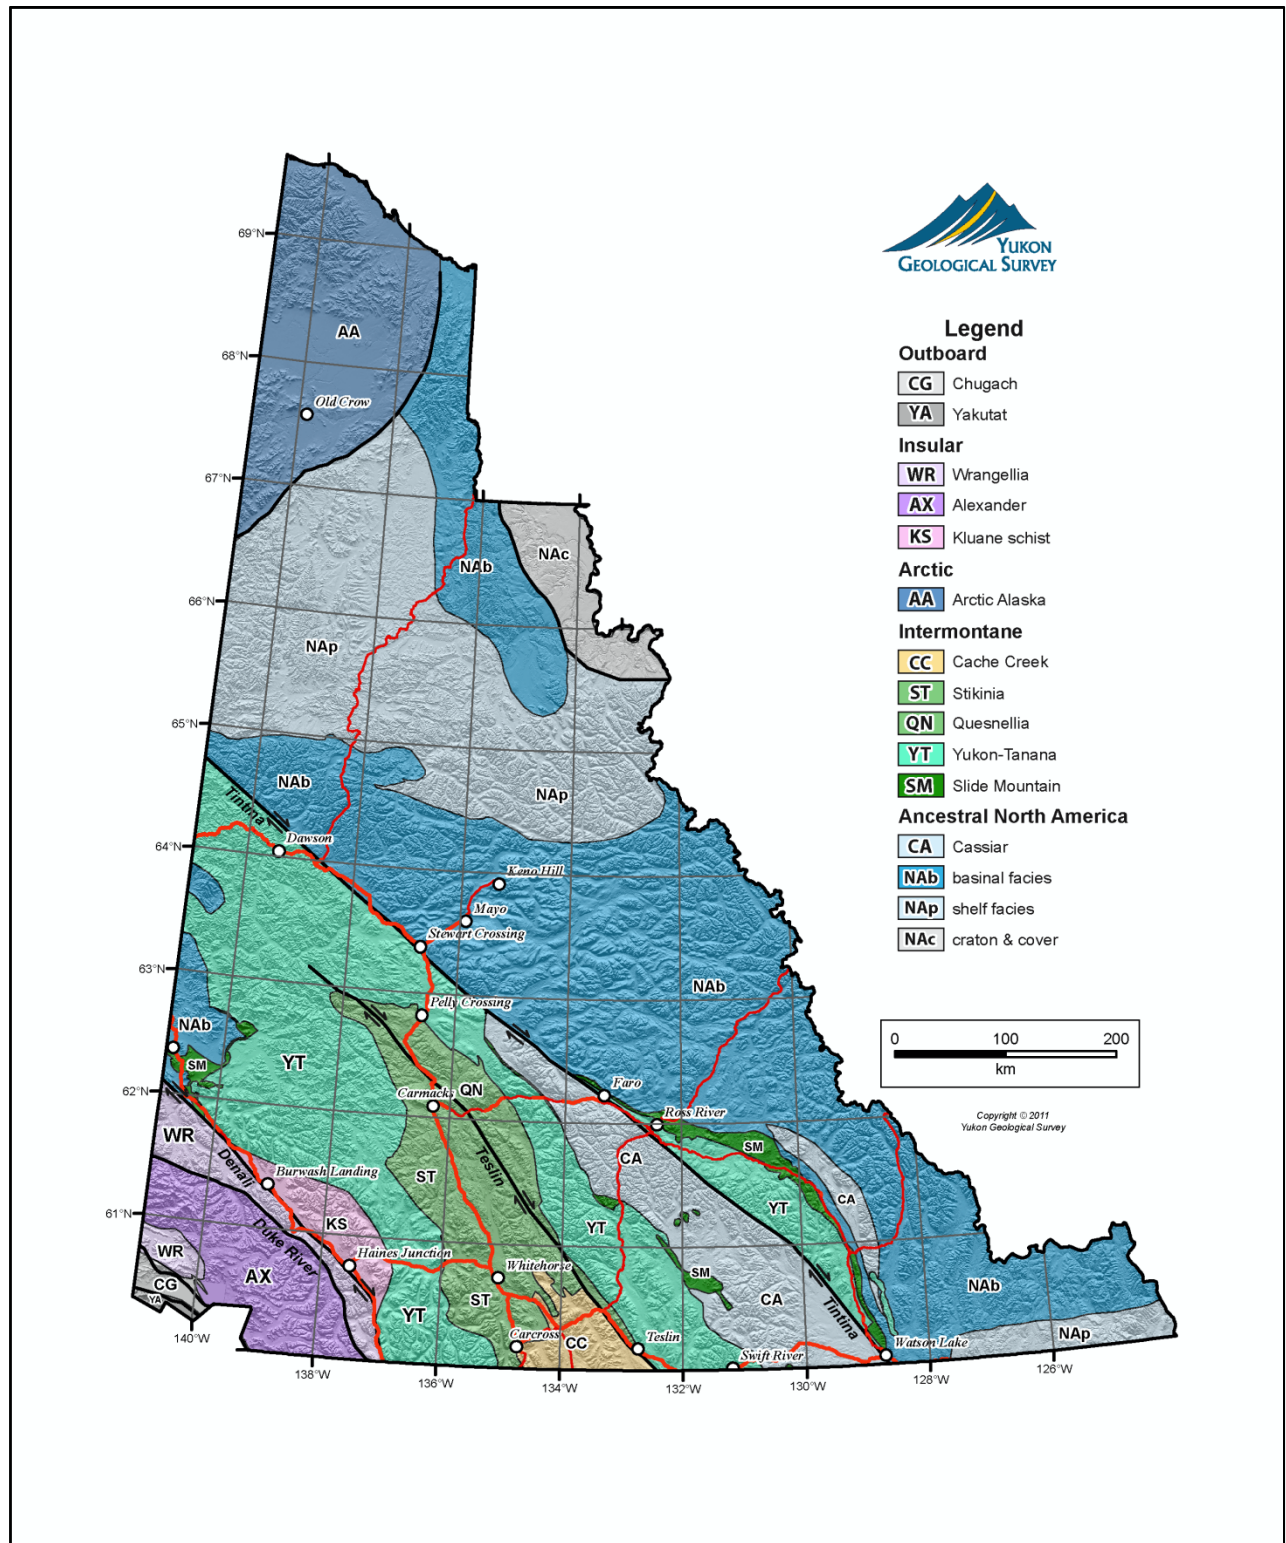 YUKON
GEOLOGICAL SURVEY
Legend
Outboard
CG Chugach
YA Yakutat
Insular
WR Wrangellia
AX Alexander
KS Kluane schist
Arctic
AA Arctic Alaska
Intermontane
CC Cache Creek
ST Stikinia
QN Quesnellia
YT Yukon-Tanana
SM Slide Mountain
Ancestral North America
CA Cassiar
NAb basinal facies
NAp shelf facies
NAc craton & cover
0 100 200
km
Copyright © 2011
Yukon Geological Survey
69°N
AA
68°N
Old Crow
67°N
NAc
NAb
66°N
NAp
65°N
NAb
NAp
Tintina
Dawson
64°N
Keno Hill
Mayo
Stewart Crossing
63°N
NAb
Pelly Crossing
NAb
SM
YT
62°N
Faro
QN
Carmacks
Ross River
WR
SM
CA
Teslin
ST
Denali
Burwash Landing
CA
YT
61°N
KS
YT
Duke River
WR
Haines Junction
Whitehorse
CG
AX
SM
NAb
YA
ST
CA
YT
Tintina
140°W
Carcross
CC
Teslin
NAp
Swift River
Watson Lake
138°W
136°W
134°W
132°W
130°W
128°W
126°W